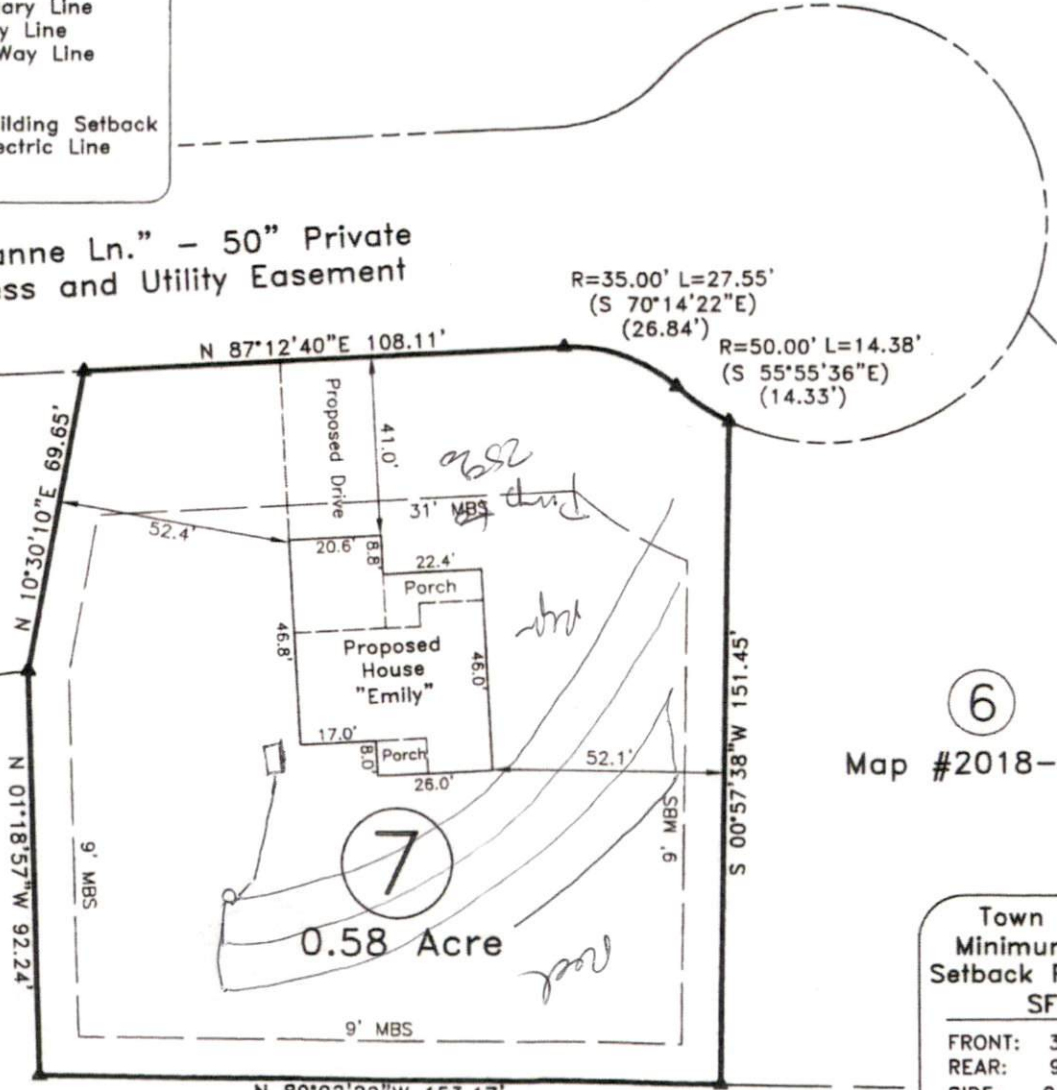 ary Line
y Line
Way Line
ilding Setback
ectric Line
anne Ln." - 50" Private
ess and Utility Easement
R=35.00' L=27.55'
(S 70°14'22"E)
(26.84')
R=50.00' L=14.38'
(S 55°55'36"E)
(14.33')
N 87°12'40"E 108.11'
N 10°30'10"E 69.65'
Proposed Drive
41.0'
2590
Pump
31' MBS
52.4'
20.6'
8.8'
22.4'
Porch
46.8'
Proposed
House
"Emily"
46.0'
S 00°57'38"W 151.45'
6
Map #2018-
17.0'
8.0'
Porch
26.0'
52.1'
N 01°18'57"W 92.24'
9' MBS
9' MBS
7
0.58 Acre
9' MBS
Town
Minimum
Setback
SF
FRONT: 3
REAR: 9